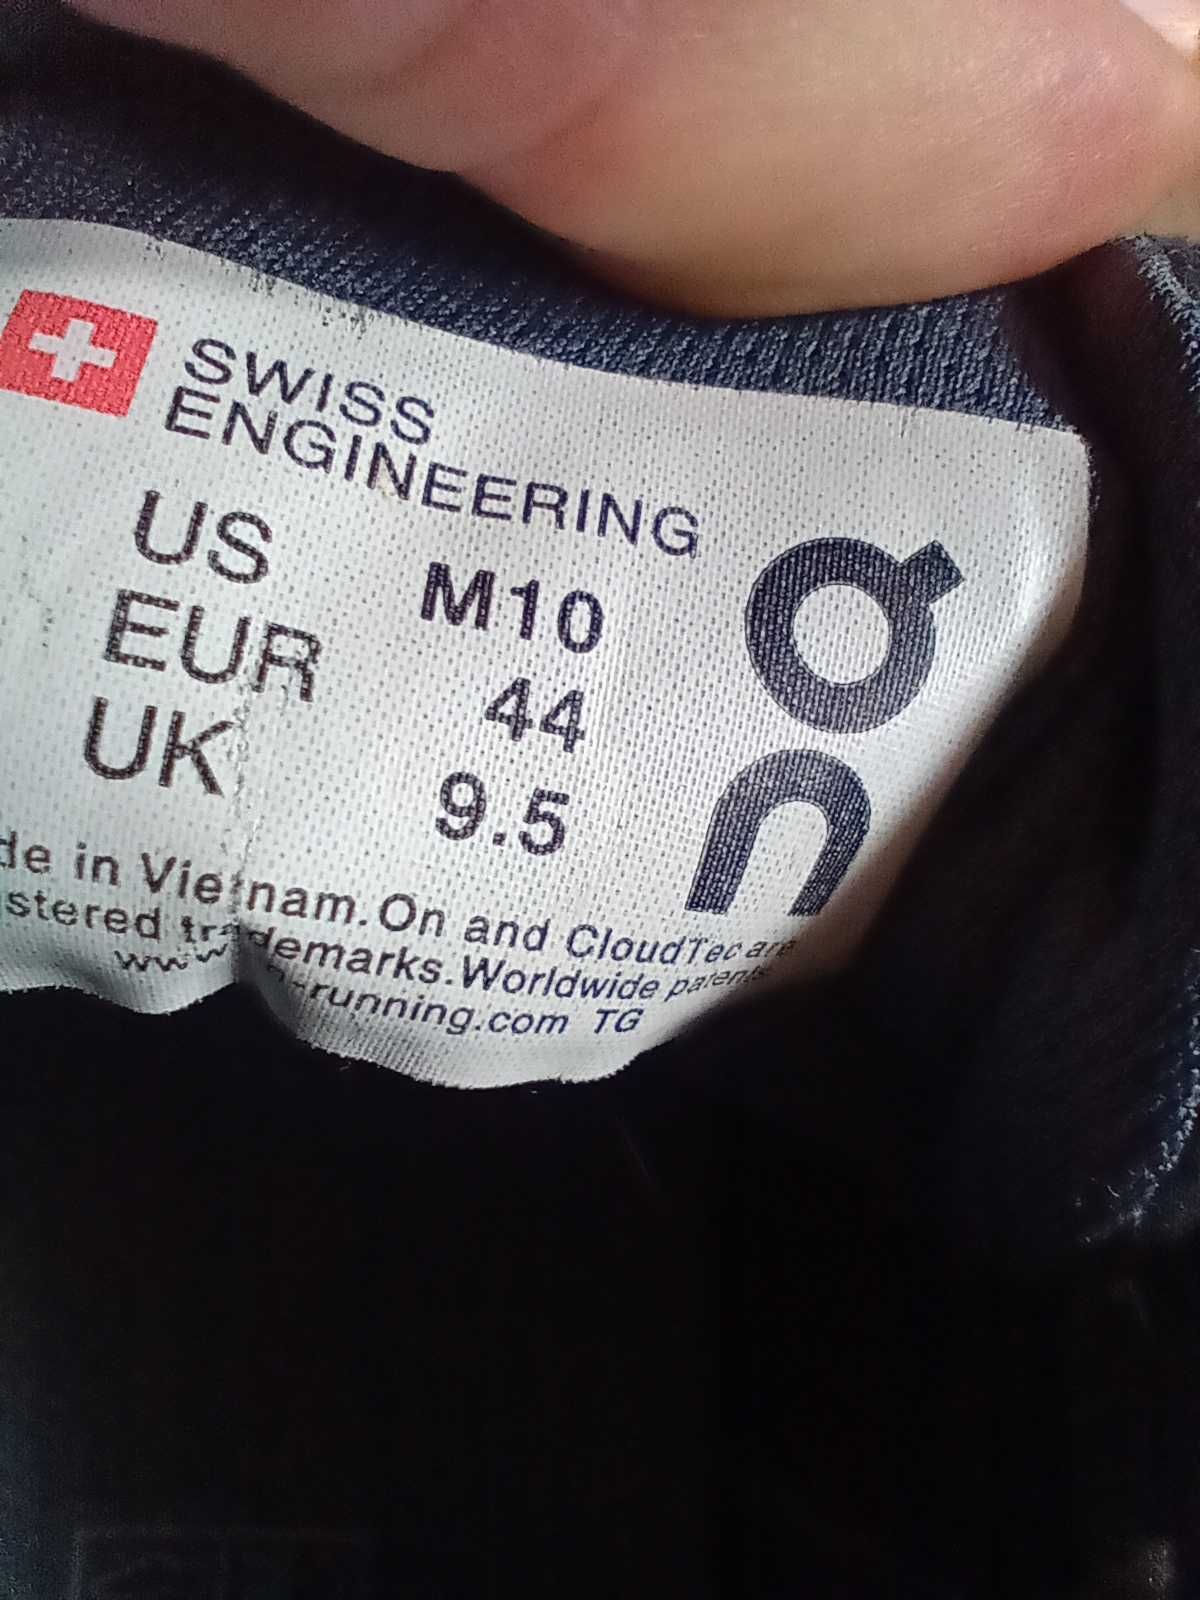 SWISS
ENGINEERING
US M10
EUR 44
UK 9.5
de in Vietnam. On and CloudTec are
stered trademarks. Worldwide patents
www n-running.com TG
On